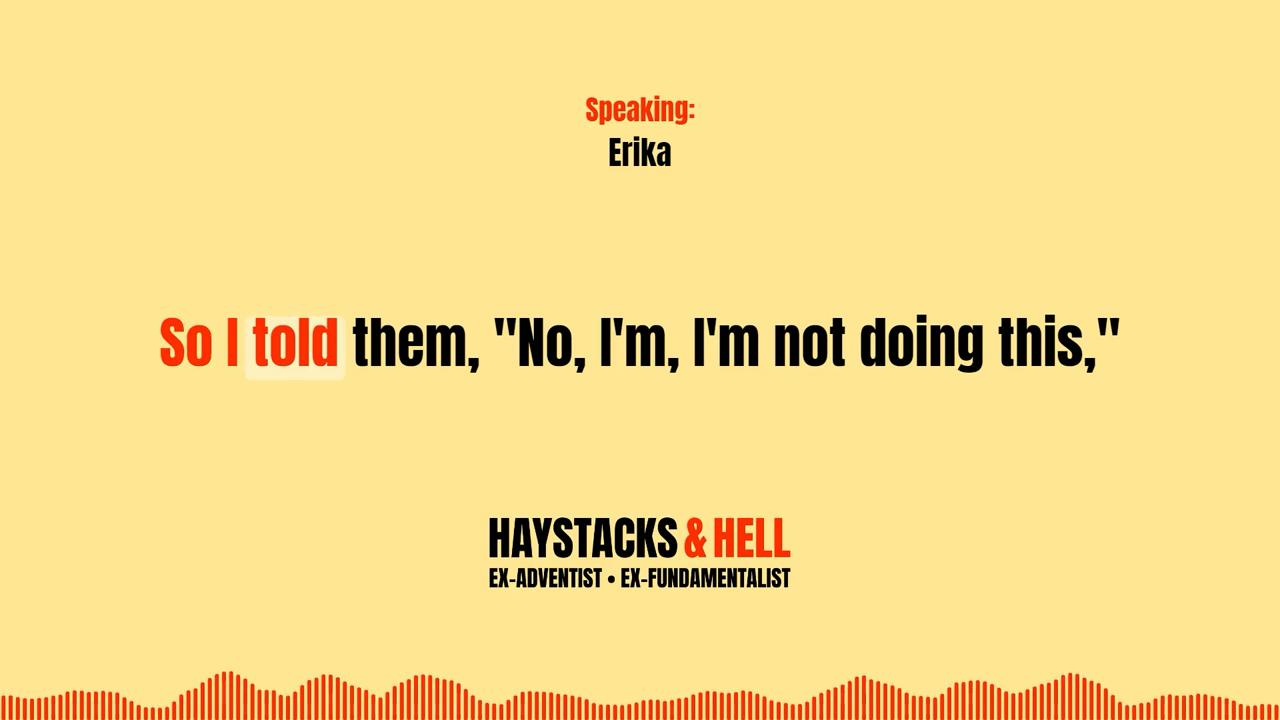 Speaking:
Erika
So I told them, "No, I'm, I'm not doing this,"
HAYSTACKS & HELL
EX-ADVENTIST • EX-FUNDAMENTALIST